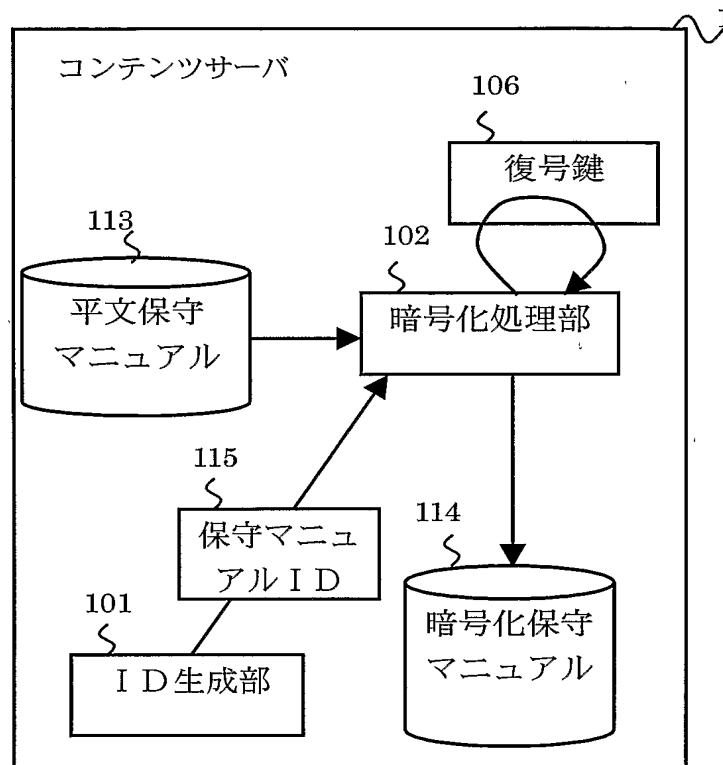 コンテンツサーバ
106
復号鍵
113
102
平文保守
マニュアル
暗号化処理部
115
保守マニュ
アルＩＤ
114
101
ＩＤ生成部
暗号化保守
マニュアル